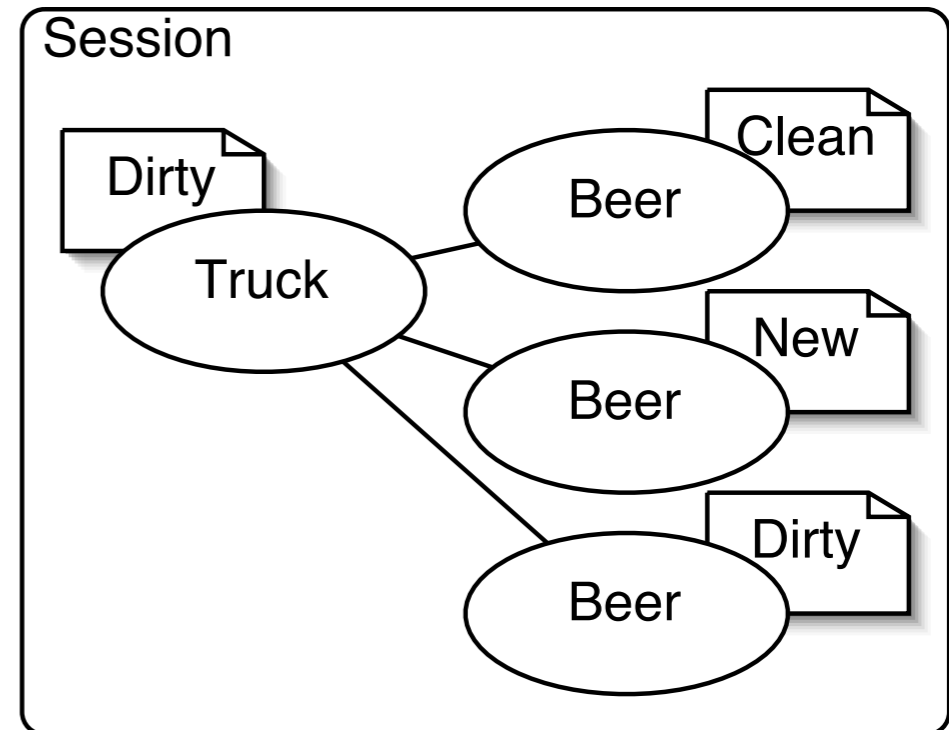 Session
Dirty
Truck
Clean
Beer
New
Beer
Dirty
Beer